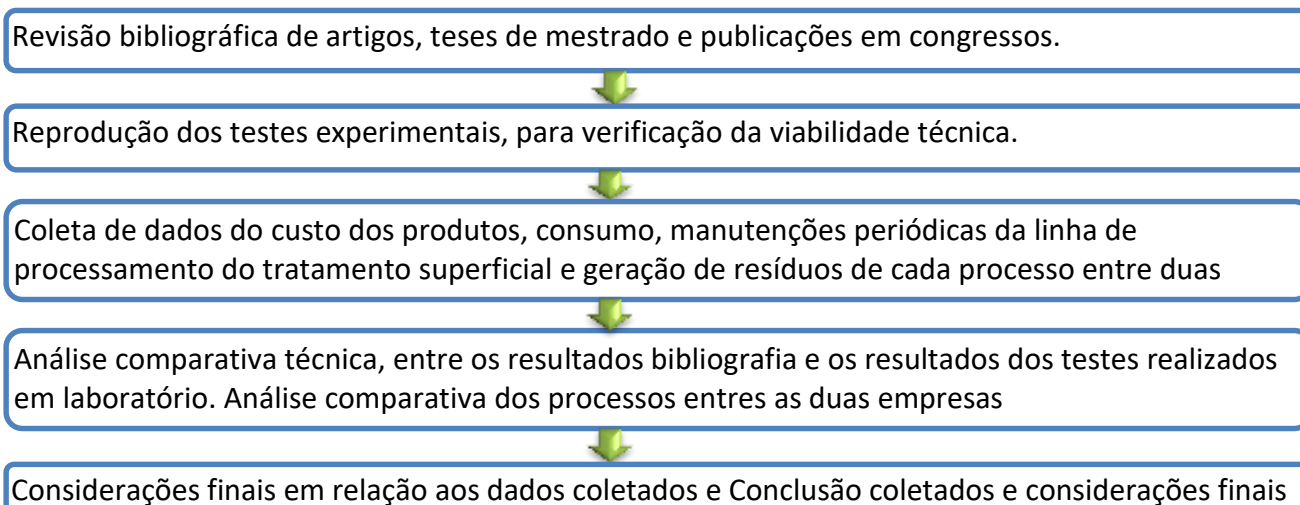 Revisão bibliográfica de artigos, teses de mestrado e publicações em congressos.
Reprodução dos testes experimentais, para verificação da viabilidade técnica.
Coleta de dados do custo dos produtos, consumo, manutenções periódicas da linha de
processamento do tratamento superficial e geração de resíduos de cada processo entre duas
Análise comparativa técnica, entre os resultados bibliografia e os resultados dos testes realizados
em laboratório. Análise comparativa dos processos entres as duas empresas
Considerações finais em relação aos dados coletados e Conclusão coletados e considerações finais